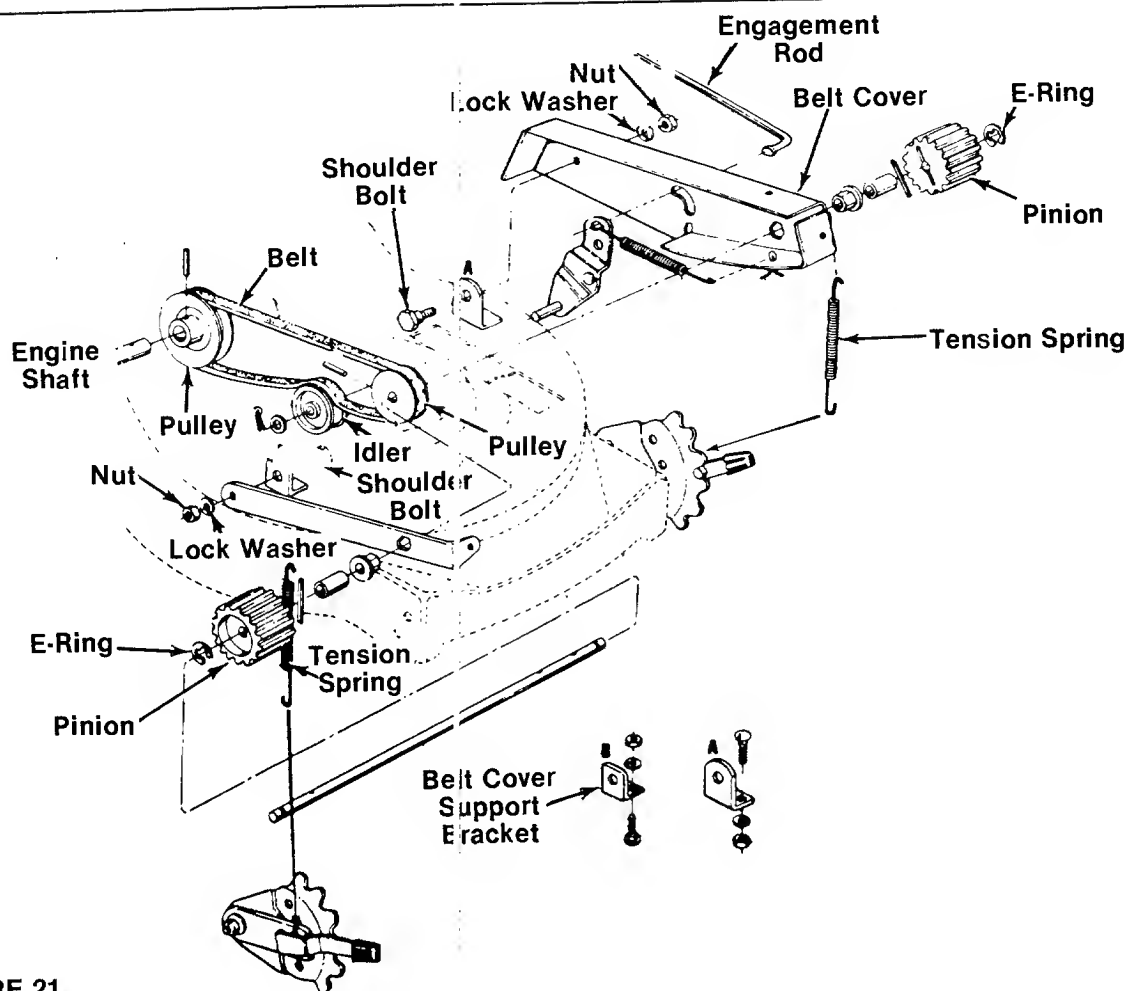 Engagement
Rod
Nut
Lock Washer
Belt Cover
E-Ring
Shoulder
Bolt
Pinion
A
Belt
Tension Spring
Engine
Shaft
Pulley
Idler
Pulley
Nut
Shoulder
Bolt
Lock Washer
E-Ring
Tension
Spring
Pinion
B
A
Belt Cover
Support
Bracket
RE 21